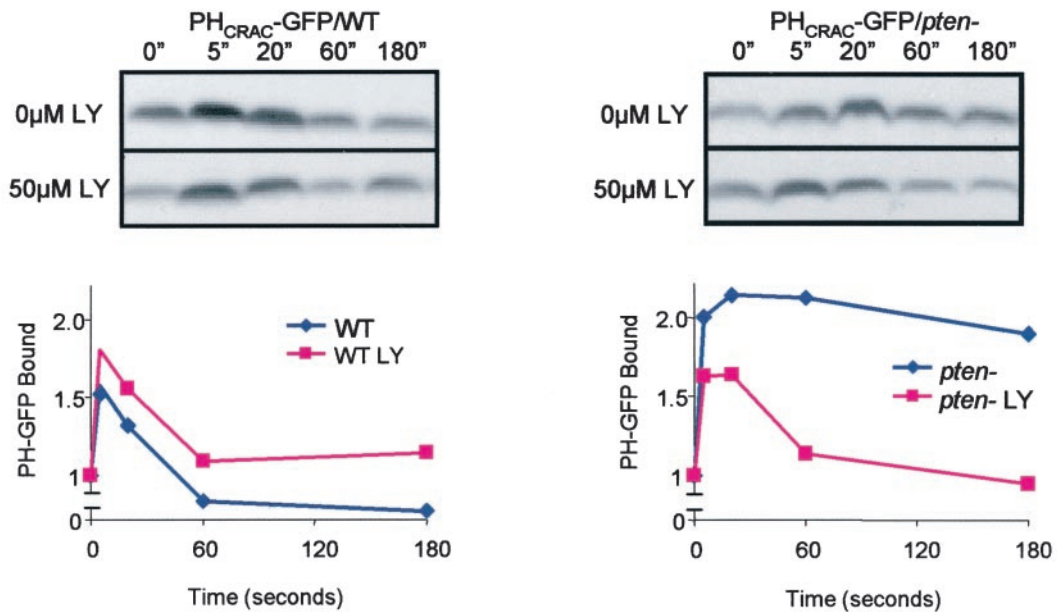 PHCRAC-GFP/WT
0” 5” 20” 60” 180”
0µM LY
50µM LY
PHCRAC-GFP/pten-
0” 5” 20” 60” 180”
0µM LY
50µM LY
PH-GFP Bound
2.0
1.5
1
0
WT
WT LY
0 60 120 180
Time (seconds)
PH-GFP Bound
2.0
1.5
1
0
pten-
pten- LY
0 60 120 180
Time (seconds)